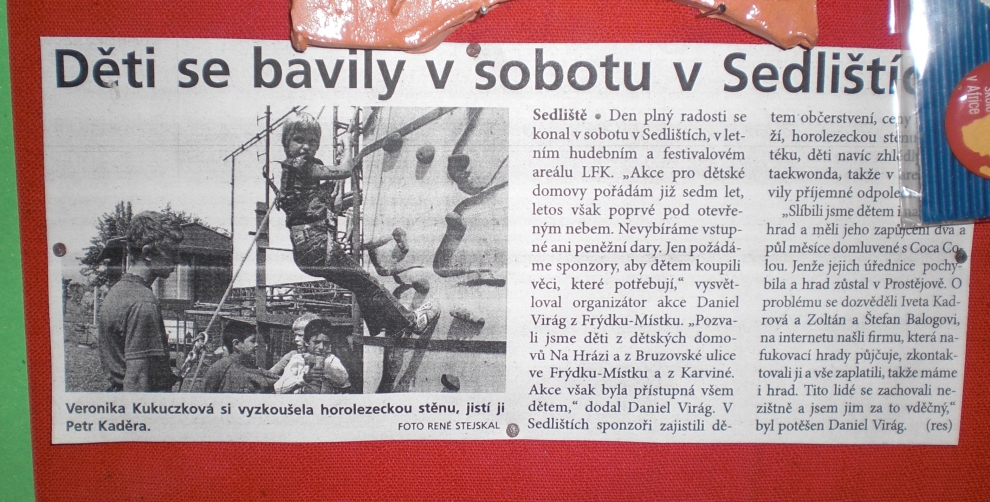 Děti se bavily v sobotu v Sedlištíc
Veronika Kukuczková si vyzkoušela horolezeckou stěnu, jistí ji
Petr Kaděra.
FOTO RENÉ STEJSKAL
Sedliště • Den plný radosti se
konal v sobotu v Sedlištích, v let-
ním hudebním a festivalovém
areálu LFK. „Akce pro dětské
domovy pořádám již sedm let,
letos však poprvé pod otevře-
ným nebem. Nevybíráme vstup-
né ani peněžní dary. Jen požádá-
me sponzory, aby dětem koupili
věci, které potřebují,“ vysvět-
loval organizátor akce Daniel
Virág z Frýdku-Místku. „Pozva-
li jsme děti z dětských domo-
vů Na Hrázi a z Bruzovské ulice
ve Frýdku-Místku a z Karviné.
Akce však byla přístupná všem
dětem,“ dodal Daniel Virág. V
Sedlištích sponzoři zajistili dě-
tem občerstvení, ceny
ží, horolezeckou stěnu
téku, děti navíc zhlédl
taekwonda, takže v are
vily příjemné odpole
„Slíbili jsme dětem i na
hrad a měli jeho zapůjčení dva a
půl měsíce domluvené s Coca Co-
lou. Jenže jejich úřednice pochy-
bila a hrad zůstal v Prostějově. O
problému se dozvěděli Iveta Kad-
rová a Zoltán a Štefan Balogovi,
na internetu našli firmu, která na-
fukovací hrady půjčuje, zkontak-
tovali ji a vše zaplatili, takže máme
i hrad. Tito lidé se zachovali ne-
zištně a jsem jim za to vděčný,“
byl potěšen Daniel Virág. (res)
v Africe